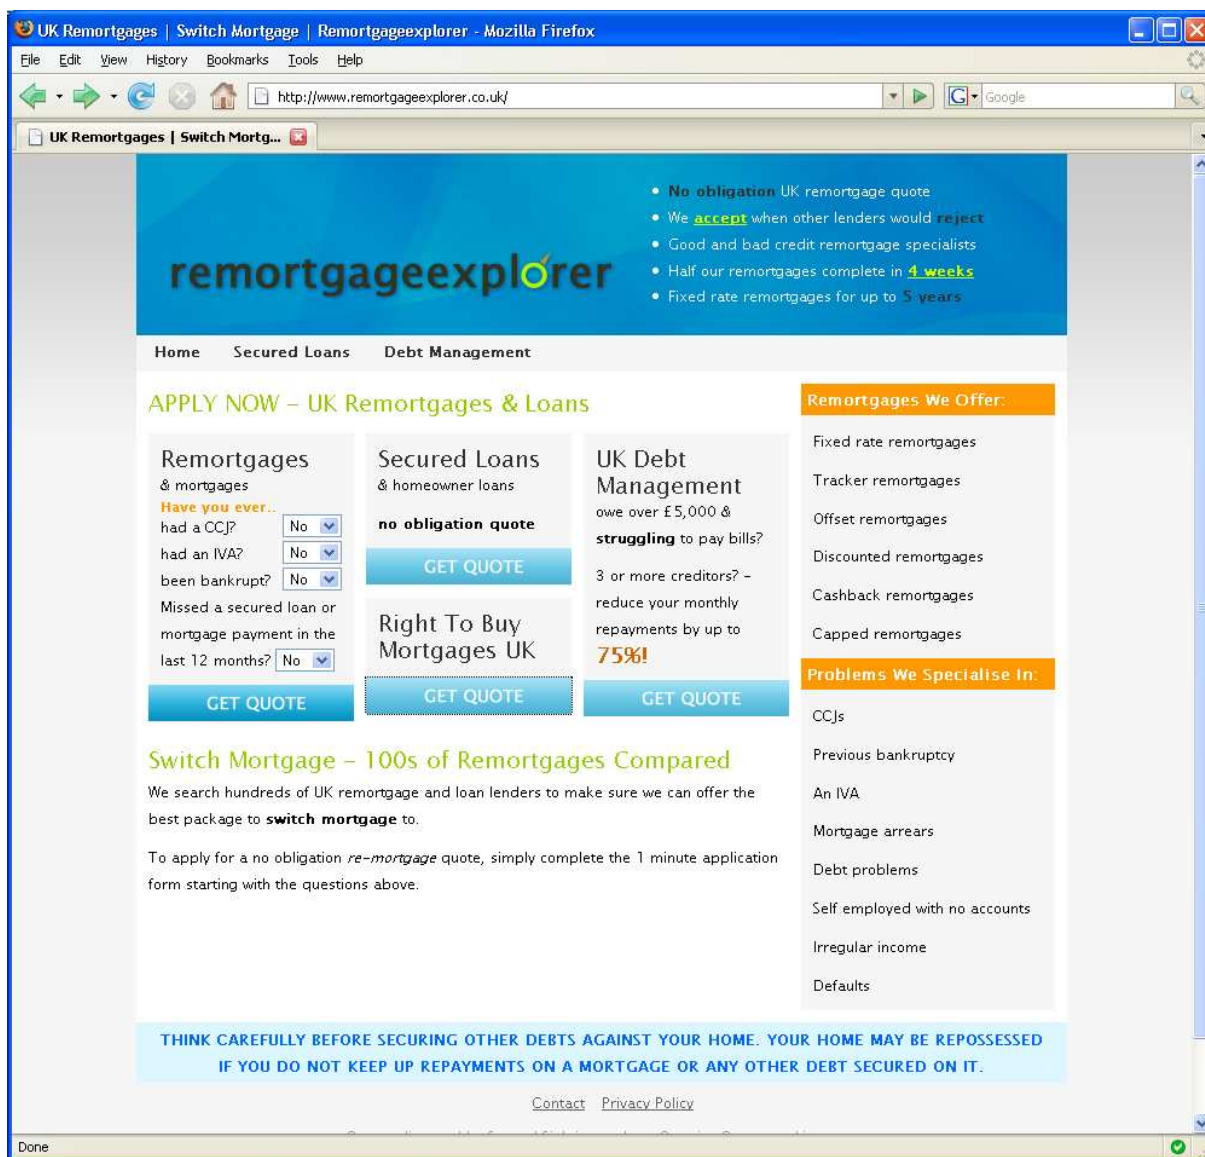 UK Remortgages | Switch Mortgage | Remortgageexplorer - Mozilla Firefox
File Edit View History Bookmarks Tools Help
http://www.remortgageexplorer.co.uk/
Google
UK Remortgages | Switch Mortg...
remortgageexplorer
No obligation UK remortgage quote
We accept when other lenders would reject
Good and bad credit remortgage specialists
Half our remortgages complete in 4 weeks
Fixed rate remortgages for up to 5 years
Home Secured Loans Debt Management
APPLY NOW – UK Remortgages & Loans
Remortgages
& mortgages
Have you ever..
had a CCJ? No
had an IVA? No
been bankrupt? No
Missed a secured loan or
mortgage payment in the
last 12 months? No
GET QUOTE
Secured Loans
& homeowner loans
no obligation quote
GET QUOTE
Right To Buy
Mortgages UK
GET QUOTE
UK Debt
Management
owe over £5,000 &
struggling to pay bills?
3 or more creditors? –
reduce your monthly
repayments by up to
75%!
GET QUOTE
Switch Mortgage – 100s of Remortgages Compared
We search hundreds of UK remortgage and loan lenders to make sure we can offer the
best package to switch mortgage to.
To apply for a no obligation re-mortgage quote, simply complete the 1 minute application
form starting with the questions above.
Remortgages We Offer:
Fixed rate remortgages
Tracker remortgages
Offset remortgages
Discounted remortgages
Cashback remortgages
Capped remortgages
Problems We Specialise In:
CCJs
Previous bankruptcy
An IVA
Mortgage arrears
Debt problems
Self employed with no accounts
Irregular income
Defaults
THINK CAREFULLY BEFORE SECURING OTHER DEBTS AGAINST YOUR HOME. YOUR HOME MAY BE REPOSSESSED
IF YOU DO NOT KEEP UP REPAYMENTS ON A MORTGAGE OR ANY OTHER DEBT SECURED ON IT.
Contact Privacy Policy
Done